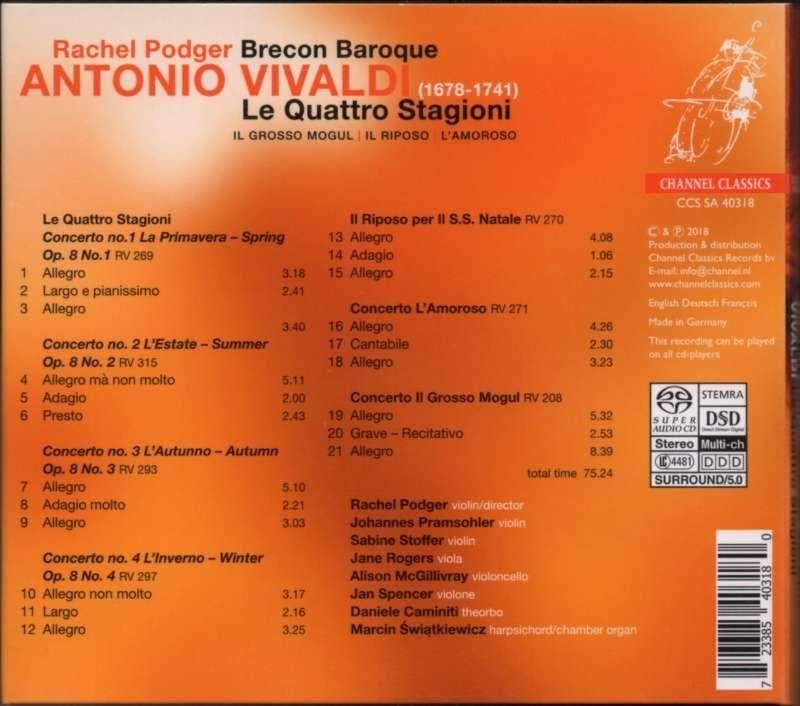 Rachel Podger Brecon Baroque
ANTONIO VIVALDI (1678-1741)
Le Quattro Stagioni
IL GROSSO MOGUL | IL RIPOSO | L'AMOROSO
Le Quattro Stagioni
Concerto no.1 La Primavera – Spring
Op. 8 No.1 RV 269
1 Allegro 3.18
2 Largo e pianissimo 2.41
3 Allegro
3.40
Concerto no. 2 L'Estate – Summer
Op. 8 No. 2 RV 315
4 Allegro mà non molto 5.11
5 Adagio 2.00
6 Presto 2.43
Concerto no. 3 L'Autunno – Autumn
Op. 8 No. 3 RV 293
7 Allegro 5.10
8 Adagio molto 2.21
9 Allegro 3.03
Concerto no. 4 L'Inverno – Winter
Op. 8 No. 4 RV 297
10 Allegro non molto 3.17
11 Largo 2.16
12 Allegro 3.25
Il Riposo per Il S.S. Natale RV 270
13 Allegro 4.08
14 Adagio 1.06
15 Allegro 2.15
Concerto L'Amoroso RV 271
16 Allegro 4.26
17 Cantabile 2.30
18 Allegro 3.23
Concerto Il Grosso Mogul RV 208
19 Allegro 5.32
20 Grave – Recitativo 2.53
21 Allegro 8.39
total time 75.24
Rachel Podger violin/director
Johannes Pramsohler violin
Sabine Stoffer violin
Jane Rogers viola
Alison McGillivray violoncello
Jan Spencer violone
Daniele Caminiti theorbo
Marcin Świątkiewicz harpsichord/chamber organ
CHANNEL CLASSICS
CCS SA 40318
© & ℗ 2018
Production & distribution
Channel Classics Records bv
E-mail: info@channel.nl
www.channelclassics.com
English Deutsch Français
Made in Germany
This recording can be played
on all cd-players
SUPER AUDIO CD
STEMRA
DSD
Direct Stream Digital
Stereo Multi-ch
LC 4481 DDD
SURROUND/5.0
7 23385 40318 0